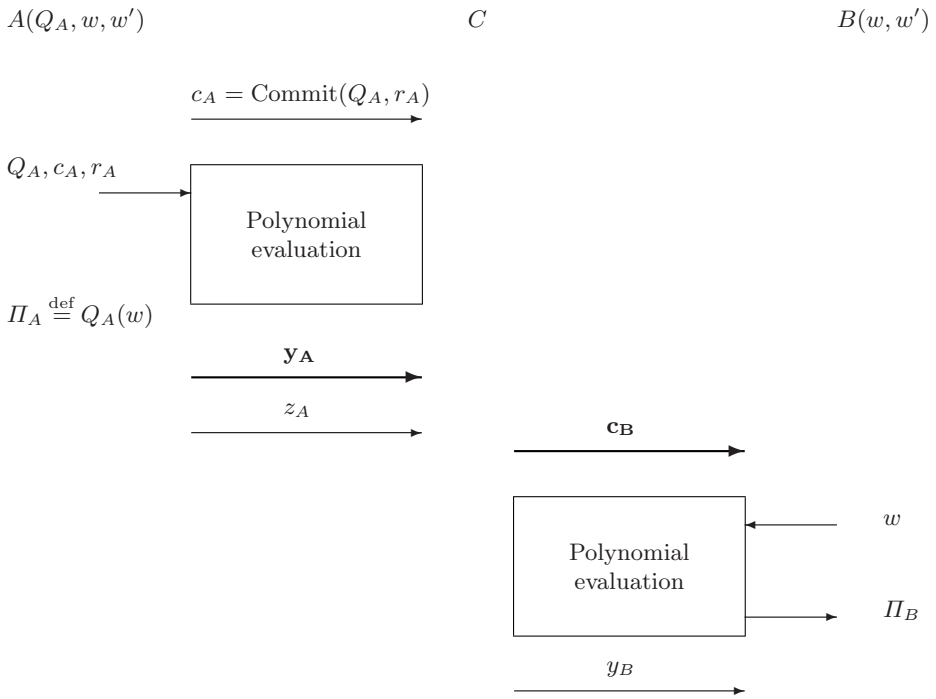 A(Q_A, w, w′) C B(w, w′)
c_A = Commit(Q_A, r_A)
Q_A, c_A, r_A
Polynomial
evaluation
Π_A def= Q_A(w)
y_A
z_A
c_B
w
Polynomial
evaluation
Π_B
y_B